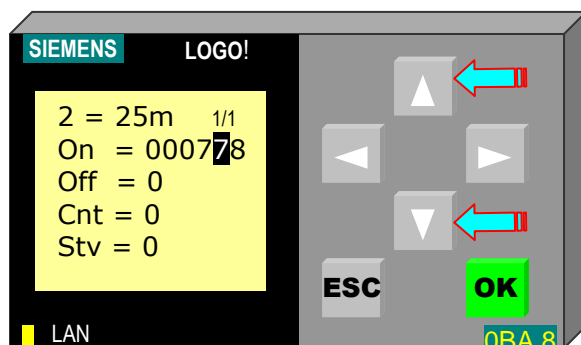 SIEMENS LOGO!
2 = 25m 1/1
On = 000778
Off = 0
Cnt = 0
Stv = 0
ESC OK
LAN
0BA 8